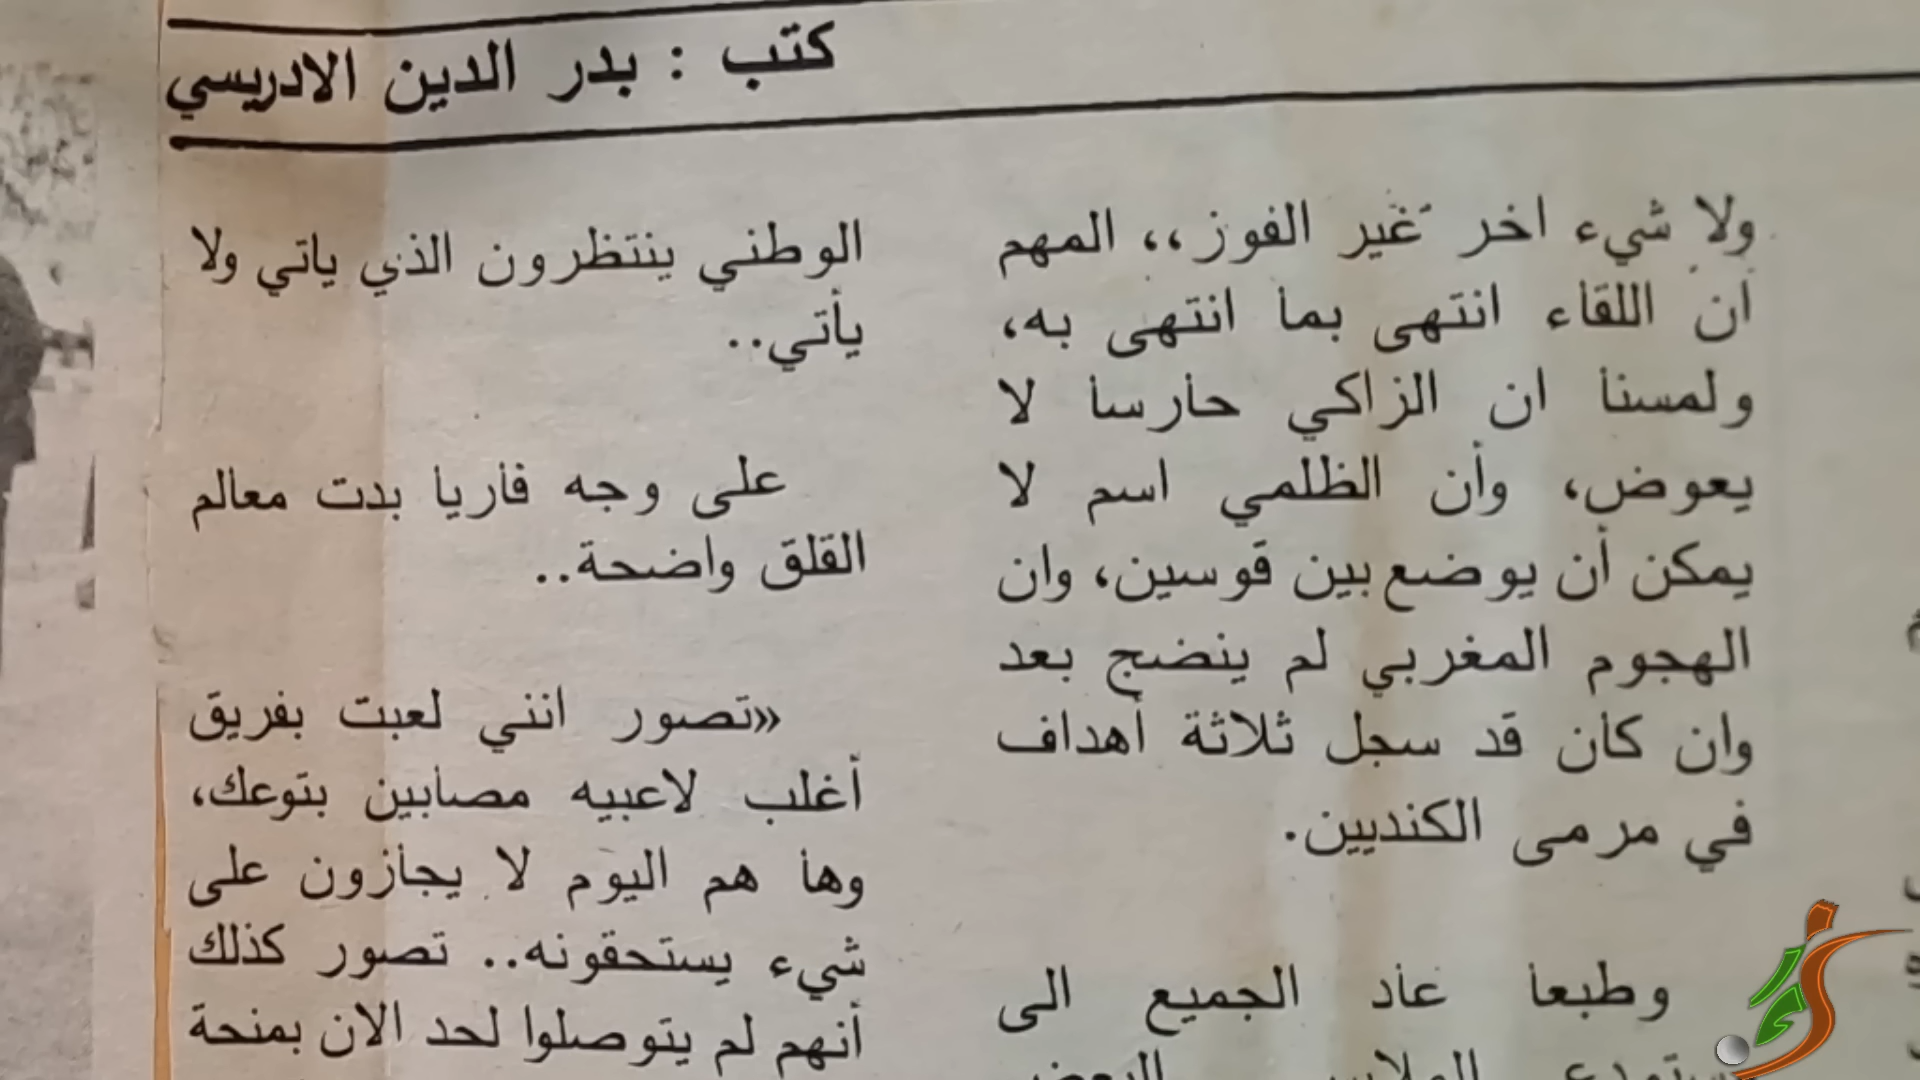 كتب : بدر الدين الادريسي
ولا شيء اخر غير الفوز،، المهم
أن اللقاء انتهى بما انتهى به،
ولمسنا ان الزاكي حارسا لا
يعوض، وأن الظلمي اسم لا
يمكن أن يوضع بين قوسين، وان
الهجوم المغربي لم ينضج بعد
وان كان قد سجل ثلاثة أهداف
في مرمى الكنديين.
وطبعا عاد الجميع الى
الوطني ينتظرون الذي ياتي ولا
يأتي..
على وجه فاريا بدت معالم
القلق واضحة..
«تصور انني لعبت بفريق
أغلب لاعبيه مصابين بتوعك،
وها هم اليوم لا يجازون على
شيء يستحقونه.. تصور كذلك
أنهم لم يتوصلوا لحد الان بمنحة